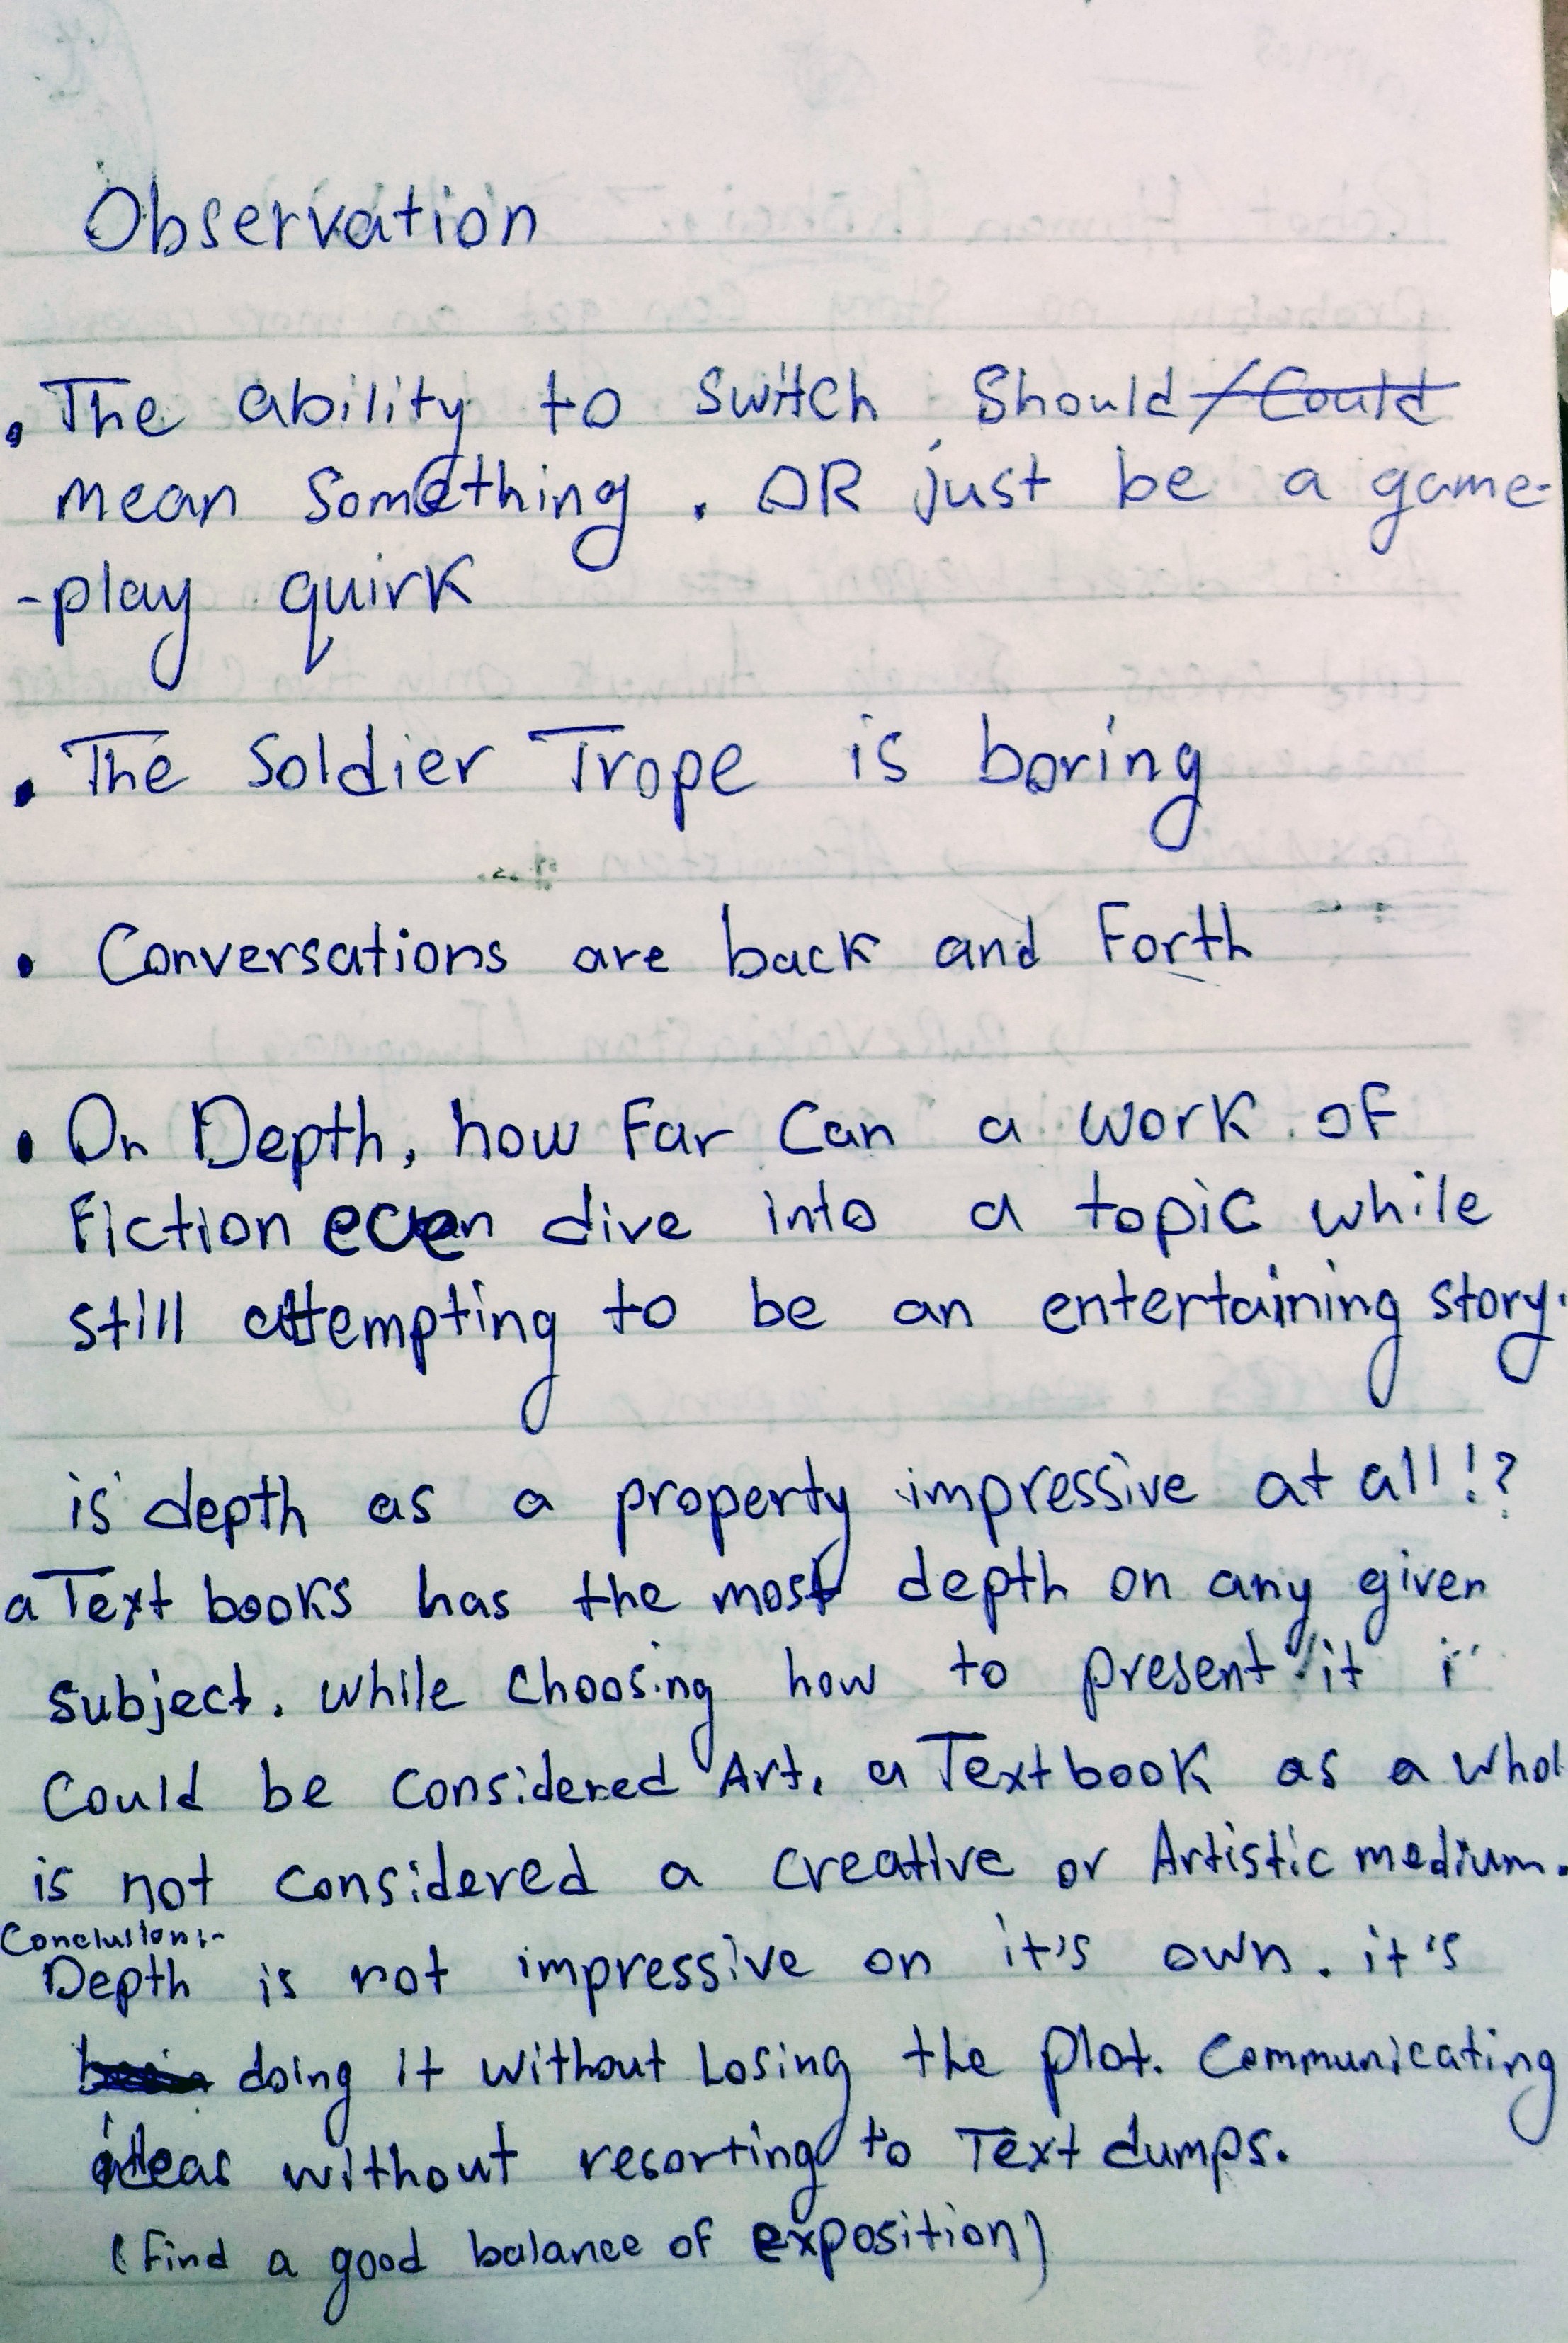 Observation
. The ability to switch Should/Could
mean Something. OR just be a game-
-play quirk
. The Soldier Trope is boring
• Conversations are back and Forth
• On Depth, how Far Can a work of
Fiction even dive into a topic while
still attempting to be an entertaining story.
is depth as a property impressive at all!?
a Text books has the most depth on any given
subject. while choosing how to present it
Could be considered Art. a Textbook as a whol
is not considered a creative or Artistic medium.
Conclusion:-
Depth is not impressive on it's own. it's
doing it without Losing the plot. Communicating
ideas without resorting to Text dumps.
(Find a good balance of exposition)